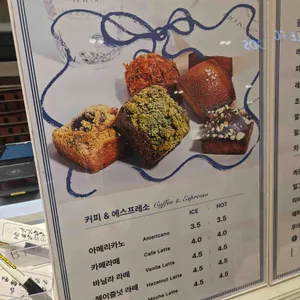 커피 & 에스프레소 Coffee & Espresso ICE HOT
아메리카노 Americano 3.5 3.5
카페라떼 Cafe Latte 4.0 4.0
바닐라 라떼 Vanilla Latte 4.5 4.5
헤이즐넛 라떼 Hazelnut Latte 4.5 4.5
Mocha Latte 4.5 4.5